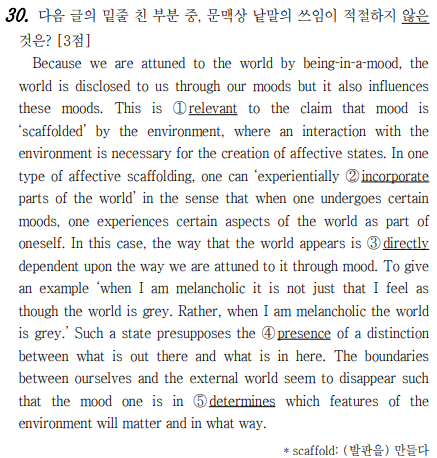 30. 다음 글의 밑줄 친 부분 중, 문맥상 낱말의 쓰임이 적절하지 않은
것은? [3점]
Because we are attuned to the world by being-in-a-mood, the
world is disclosed to us through our moods but it also influences
these moods. This is ①relevant to the claim that mood is
‘scaffolded’ by the environment, where an interaction with the
environment is necessary for the creation of affective states. In one
type of affective scaffolding, one can ‘experientially ②incorporate
parts of the world’ in the sense that when one undergoes certain
moods, one experiences certain aspects of the world as part of
oneself. In this case, the way that the world appears is ③directly
dependent upon the way we are attuned to it through mood. To give
an example ‘when I am melancholic it is not just that I feel as
though the world is grey. Rather, when I am melancholic the world
is grey.’ Such a state presupposes the ④presence of a distinction
between what is out there and what is in here. The boundaries
between ourselves and the external world seem to disappear such
that the mood one is in ⑤determines which features of the
environment will matter and in what way.
* scaffold: (발판을) 만들다